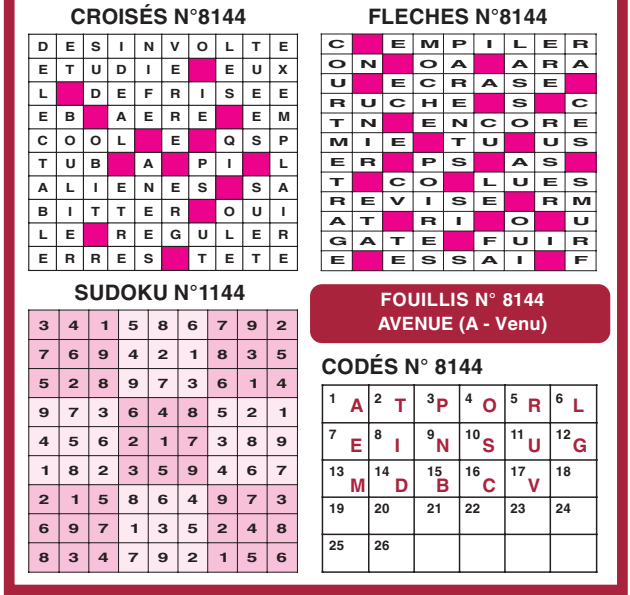 CROISÉS N°8144
D E S I N V O L T E
E T U D I E E U X
L D E F R I S E E
E B A E R E E M
C O O L E Q S P
T U B A P I L
A L I E N E S S A
B I T T E R O U I
L E R E G U L E R
E R R E S T E T E
FLECHES N°8144
C E M P I L E R
O N O A A R A
U E C R A S E
R U C H E S C
T N E N C O R E
M I E T U U S
E R P S A S
T C O L U E S
R E V I S E R M
A T R I O U
G A T E F U I R
E E S S A I F
SUDOKU N°1144
3 4 1 5 8 6 7 9 2
7 6 9 4 2 1 8 3 5
5 2 8 9 7 3 6 1 4
9 7 3 6 4 8 5 2 1
4 5 6 2 1 7 3 8 9
1 8 2 3 5 9 4 6 7
2 1 5 8 6 4 9 7 3
6 9 7 1 3 5 2 4 8
8 3 4 7 9 2 1 5 6
FOUILLIS N° 8144
AVENUE (A - Venu)
CODÉS N° 8144
1 A 2 T 3 P 4 O 5 R 6 L
7 E 8 I 9 N 10 S 11 U 12 G
13 M 14 D 15 B 16 C 17 V 18
19 20 21 22 23 24
25 26